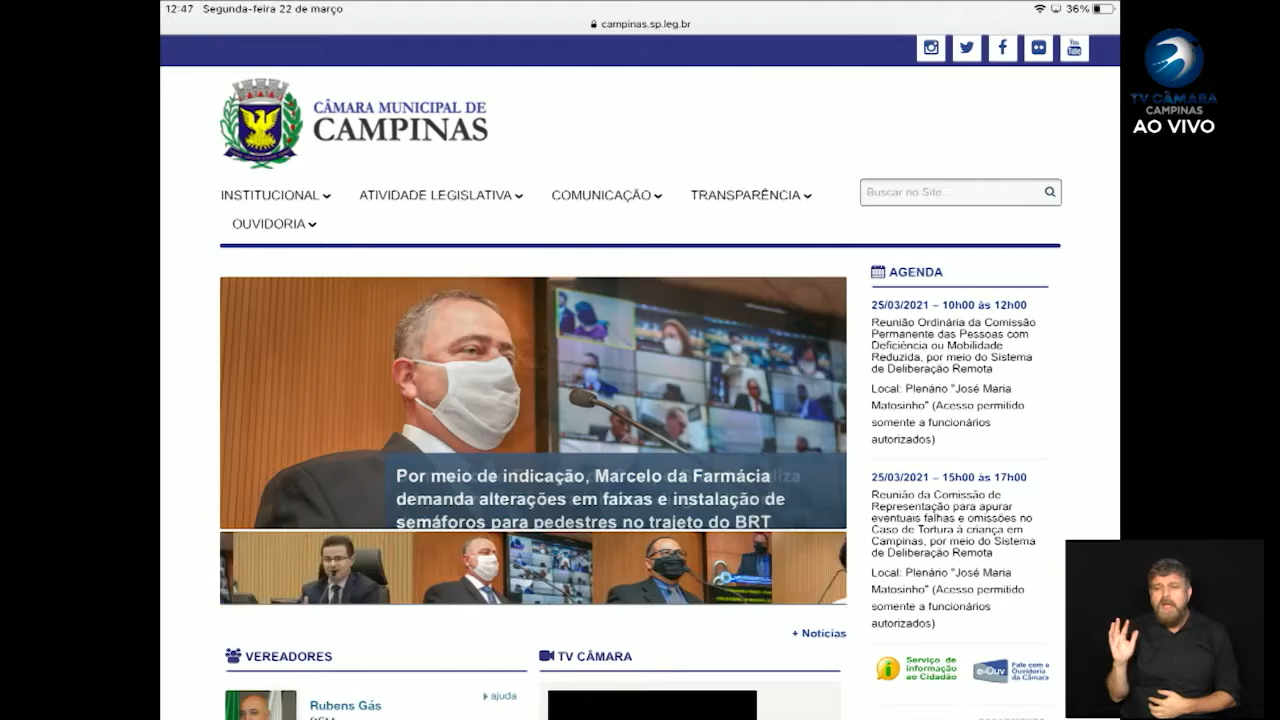 12:47 Segunda-feira 22 de março
36%
campinas.sp.leg.br
You Tube
TV CÂMARA
CAMPINAS
AO VIVO
CÂMARA MUNICIPAL DE
CAMPINAS
INSTITUCIONAL
ATIVIDADE LEGISLATIVA
COMUNICAÇÃO
TRANSPARÊNCIA
Buscar no Site...
OUVIDORIA
Por meio de indicação, Marcelo da Farmácia
demanda alterações em faixas e instalação de
semáforos para pedestres no trajeto do BRT
+ Notícias
AGENDA
25/03/2021 – 10h00 às 12h00
Reunião Ordinária da Comissão
Permanente das Pessoas com
Deficiência ou Mobilidade
Reduzida, por meio do Sistema
de Deliberação Remota
Local: Plenário "José Maria
Matosinho" (Acesso permitido
somente a funcionários
autorizados)
25/03/2021 – 15h00 às 17h00
Reunião da Comissão de
Representação para apurar
eventuais falhas e omissões no
Caso de Tortura à criança em
Campinas, por meio do Sistema
de Deliberação Remota
Local: Plenário "José Maria
Matosinho" (Acesso permitido
somente a funcionários
autorizados)
Serviço de
informação
ao Cidadão
e-Ouv
Fale com a
Ouvidoria
da Câmara
VEREADORES
ajuda
Rubens Gás
TV CÂMARA